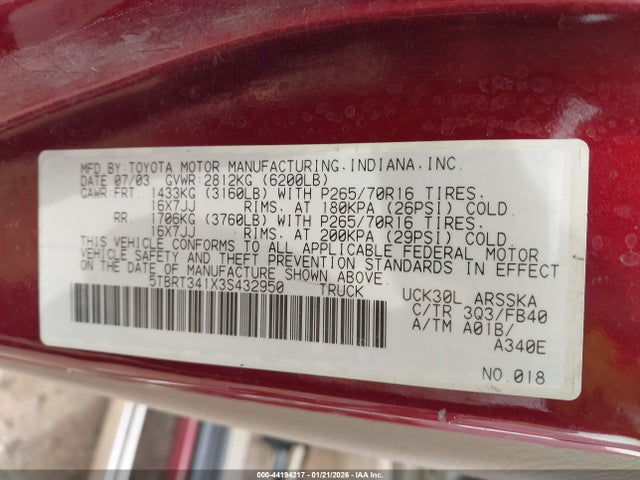 MFD.BY:TOYOTA MOTOR MANUFACTURING.INDIANA,INC.
DATE 07/03 GVWR:2812KG (6200LB)
GAWR:FRT. 1433KG (3160LB) WITH P265/70R16 TIRES.
16X7JJ RIMS. AT 180KPA (26PSI) COLD.
RR 1706KG (3760LB) WITH P265/70R16 TIRES.
16X7JJ RIMS. AT 200KPA (29PSI) COLD.
THIS VEHICLE CONFORMS TO ALL APPLICABLE FEDERAL MOTOR
VEHICLE SAFETY AND THEFT PREVENTION STANDARDS IN EFFECT
ON THE DATE OF MANUFACTURE SHOWN ABOVE.
5TBRT341X3S432950 TRUCK
UCK30L ARSSKA
C/TR 3Q3/FB40
A/TM A01B/
A340E
NO.018
000-44194217 - 01/21/2026 - IAA Inc.